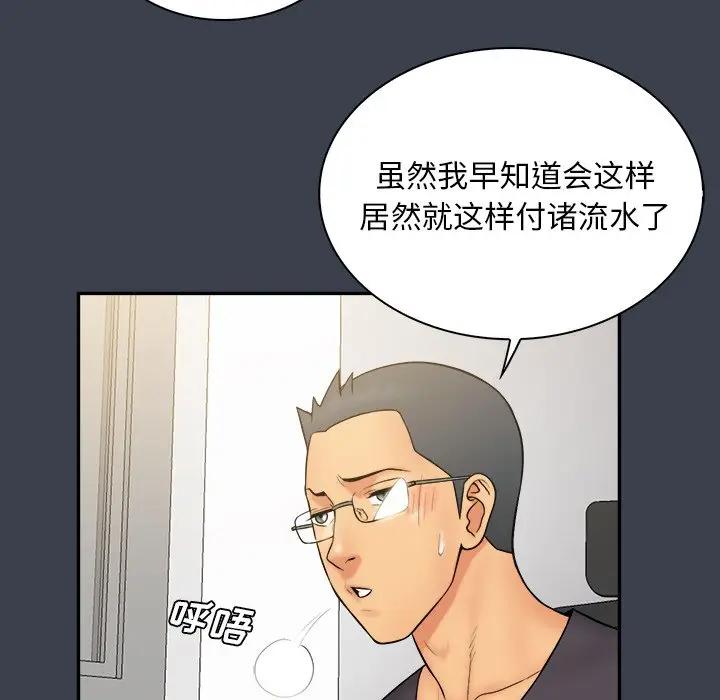 虽然我早知道会这样
居然就这样付诸流水了
呼唔